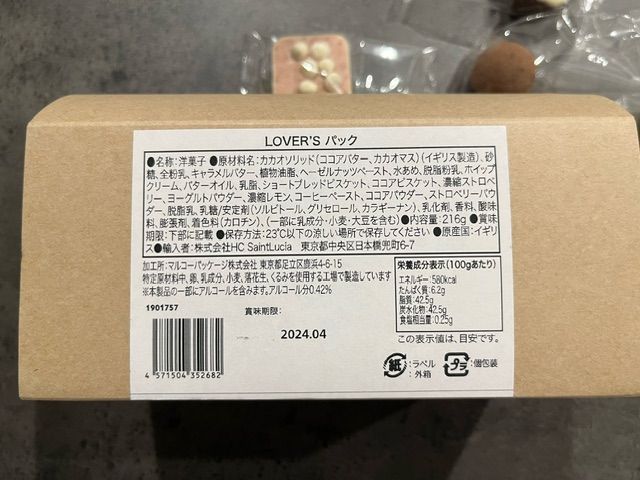 LOVER'S パック
●名称:洋菓子 ●原材料名:カカオソリッド(ココアバター、カカオマス)(イギリス製造)、砂
糖、全粉乳、キャラメルバター、植物油脂、ヘーゼルナッツペースト、水あめ、脱脂粉乳、ホイップ
クリーム、バターオイル、乳脂、ショートブレッドビスケット、ココアビスケット、濃縮ストロベ
リー、ヨーグルトパウダー、濃縮レモン、コーヒーペースト、ココアパウダー、ストロベリーパウ
ダー、脱脂乳、乳糖/安定剤(ソルビトール、グリセロール、カラギーナン)、乳化剤、香料、酸味
料、膨張剤、着色料(カロチン)、(一部に乳成分・小麦・大豆を含む) ●内容量:216g ●賞味
期限:下部に記載 ●保存方法:23℃以下の涼しい場所で保存してください ●原産国:イギリ
ス●輸入者:株式会社HC SaintLucia 東京都中央区日本橋兜町6-7
加工所:マルコーパッケージ株式会社 東京都足立区鹿浜4-6-15
特定原材料中、卵、乳成分、小麦、落花生、くるみを使用する工場で製造しています
※本製品の一部にアルコールを含みます。アルコール分0.42%
栄養成分表示(100gあたり)
エネルギー:580kcal
たんぱく質:6.2g
脂質:42.5g
炭水化物:42.5g
食塩相当量:0.25g
この表示値は、目安です。
1901757
賞味期限:
2024.04
4 571504 352682
紙 :ラベル
・外箱
プラ :個包装